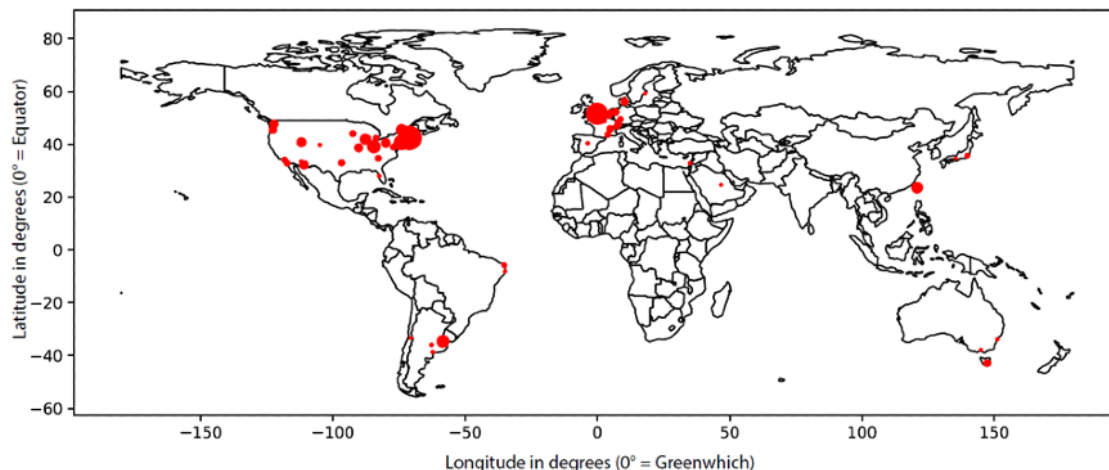 80
60
40
20
0
−20
−40
−60
Latitude in degrees (0° = Equator)
−150 −100 −50 0 50 100 150
Longitude in degrees (0° = Greenwhich)